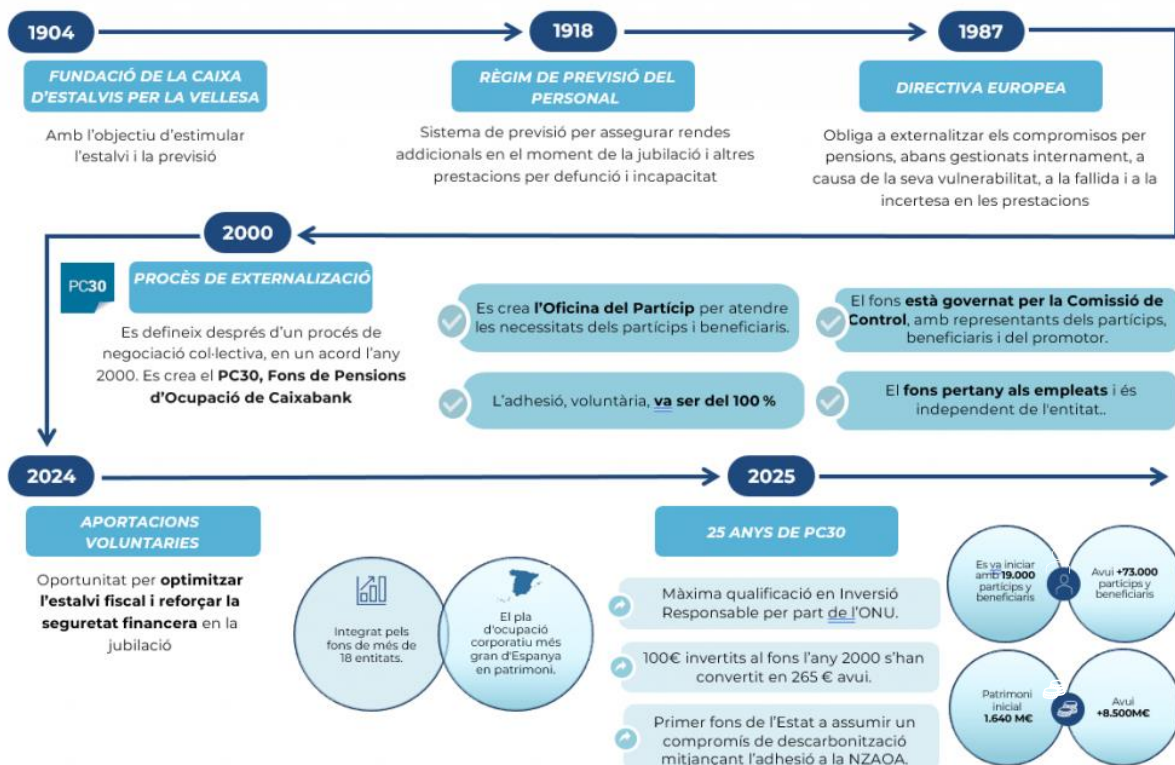 1904
FUNDACIÓ DE LA CAIXA
D'ESTALVIS PER LA VELLESA
Amb l'objectiu d'estimular
l'estalvi i la previsió
1918
RÈGIM DE PREVISIÓ DEL
PERSONAL
Sistema de previsió per assegurar rendes
addicionals en el moment de la jubilació i altres
prestacions per defunció i incapacitat
1987
DIRECTIVA EUROPEA
Obliga a externalitzar els compromisos per
pensions, abans gestionats internament, a
causa de la seva vulnerabilitat, a la fallida i a la
incertesa en les prestacions
2000
PC30
PROCÈS DE EXTERNALIZACIÓ
Es defineix després d'un procés de
negociació col·lectiva, en un acord l'any
2000. Es crea el PC30, Fons de Pensions
d'Ocupació de Caixabank
Es crea l'Oficina del Partícip per atendre
les necessitats dels partícips i beneficiaris.
El fons està governat per la Comissió de
Control, amb representants dels partícips,
beneficiaris i del promotor.
L'adhesió, voluntària, va ser del 100 %
El fons pertany als empleats i és
independent de l'entitat..
2024
APORTACIONS
VOLUNTARIES
Oportunitat per optimitzar
l'estalvi fiscal i reforçar la
seguretat financera en la
jubilació
Integrat pels
fons de més de
18 entitats.
El pla
d'ocupació
corporatiu més
gran d'Espanya
en patrimoni.
2025
25 ANYS DE PC30
Màxima qualificació en Inversió
Responsable per part de l'ONU.
100€ invertits al fons l'any 2000 s'han
convertit en 265 € avui.
Primer fons de l'Estat a assumir un
compromís de descarbonització
mitjançant l'adhesió a la NZAOA.
Es va iniciar
amb 19.000
partícips y
beneficiaris
Avui +73.000
partícips y
beneficiaris
Patrimoni
inicial
1.640 M€
Avui
+8.500M€